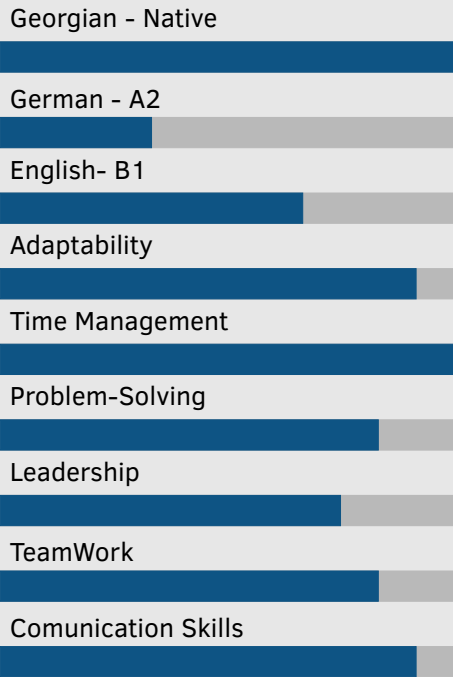 Georgian - Native
German - A2
English- B1
Adaptability
Time Management
Problem-Solving
Leadership
TeamWork
Comunication Skills